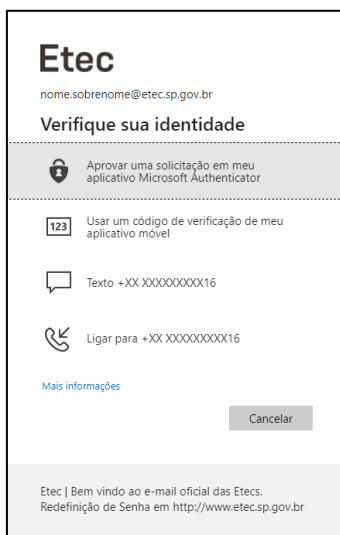 Etec
nome.sobrenome@etec.sp.gov.br
Verifique sua identidade
Aprovar uma solicitação em meu
aplicativo Microsoft Authenticator
123
Usar um código de verificação de meu
aplicativo móvel
Texto +XX XXXXXXXXX16
Ligar para +XX XXXXXXXXX16
Mais informações
Cancelar
Etec | Bem vindo ao e-mail oficial das Etecs.
Redefinição de Senha em http://www.etec.sp.gov.br